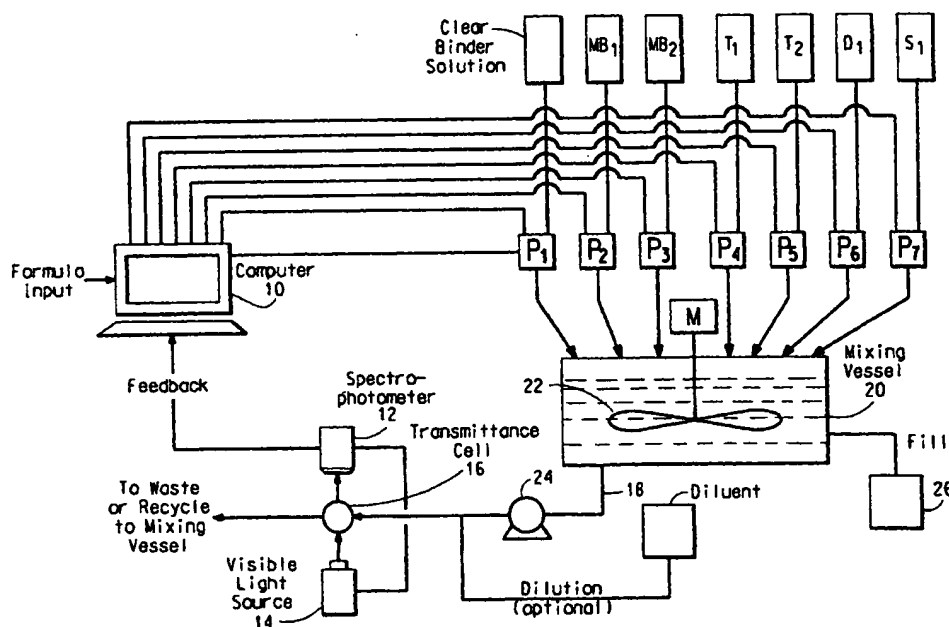 Clear
Binder
Solution
MB1
MB2
T1
T2
D1
S1
P1
P2
P3
P4
P5
P6
P7
Formula
Input
Computer
10
M
Mixing
Vessel
20
22
Feedback
Spectro-
photometer
12
Transmittance
Cell
16
24
18
Diluent
Fill
26
To Waste
or Recycle
to Mixing
Vessel
Visible
Light
Source
14
Dilution
(optional)